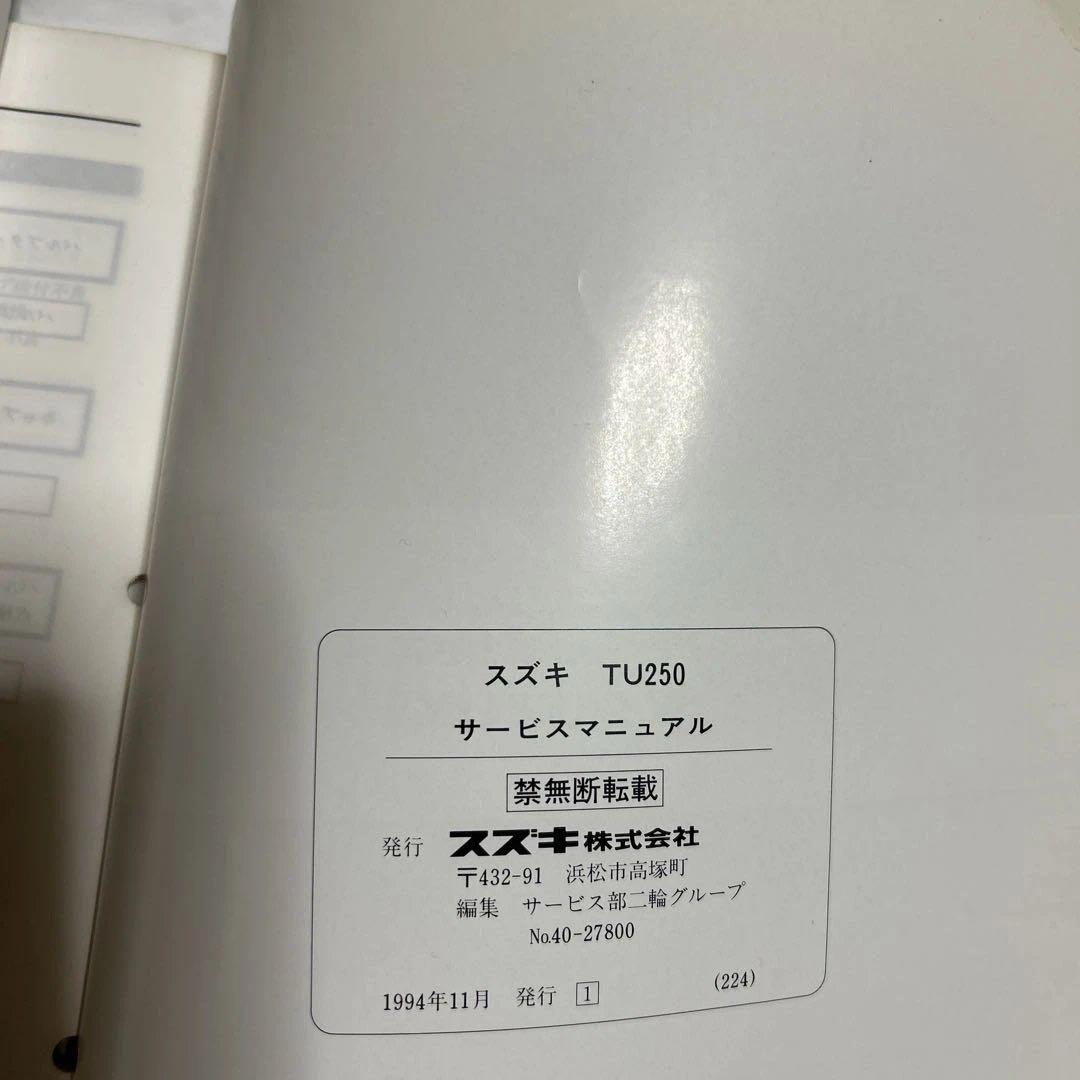 スズキ TU250
サービスマニュアル
禁無断転載
発行 スズキ株式会社
〒432-91 浜松市高塚町
編集 サービス部二輪グループ
No.40-27800
1994年11月 発行 1 (224)